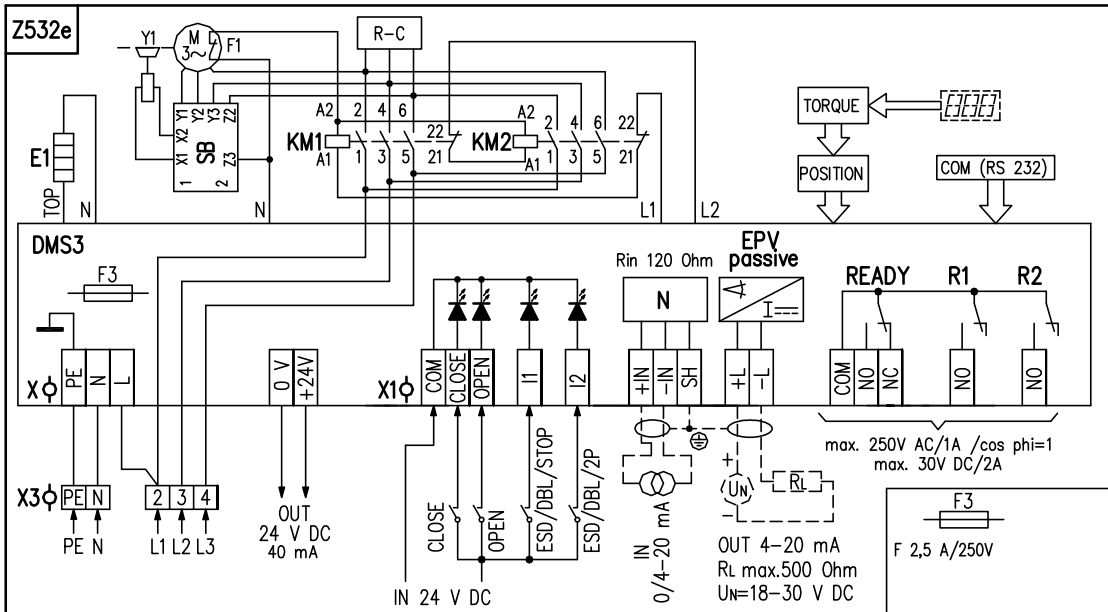 Z532e
Y1
M
3~
F1
R-C
Y1
Y2
Y3
Z2
X2
X1
SB
Z3
1
2
E1
TOP
N
N
A2
2
4
6
22
KM1
A1
1
3
5
21
A2
2
4
6
22
KM2
A1
1
3
5
21
L1
L2
TORQUE
POSITION
COM (RS 232)
DMS3
F3
Rin 120 Ohm
N
EPV
passive
I
READY
R1
R2
X
PE
N
L
0 V
+24V
X1
COM
CLOSE
OPEN
I1
I2
+IN
-IN
SH
+L
-L
COM
NO
NC
NO
NO
max. 250V AC/1A /cos phi=1
max. 30V DC/2A
X3
PE
N
2
3
4
PE N
L1 L2 L3
OUT
24 V DC
40 mA
CLOSE
OPEN
ESD/DBL/STOP
ESD/DBL/2P
IN 24 V DC
IN
0/4-20 mA
+
UN
-
RL
OUT 4-20 mA
RL max.500 Ohm
UN=18-30 V DC
F3
F 2,5 A/250V